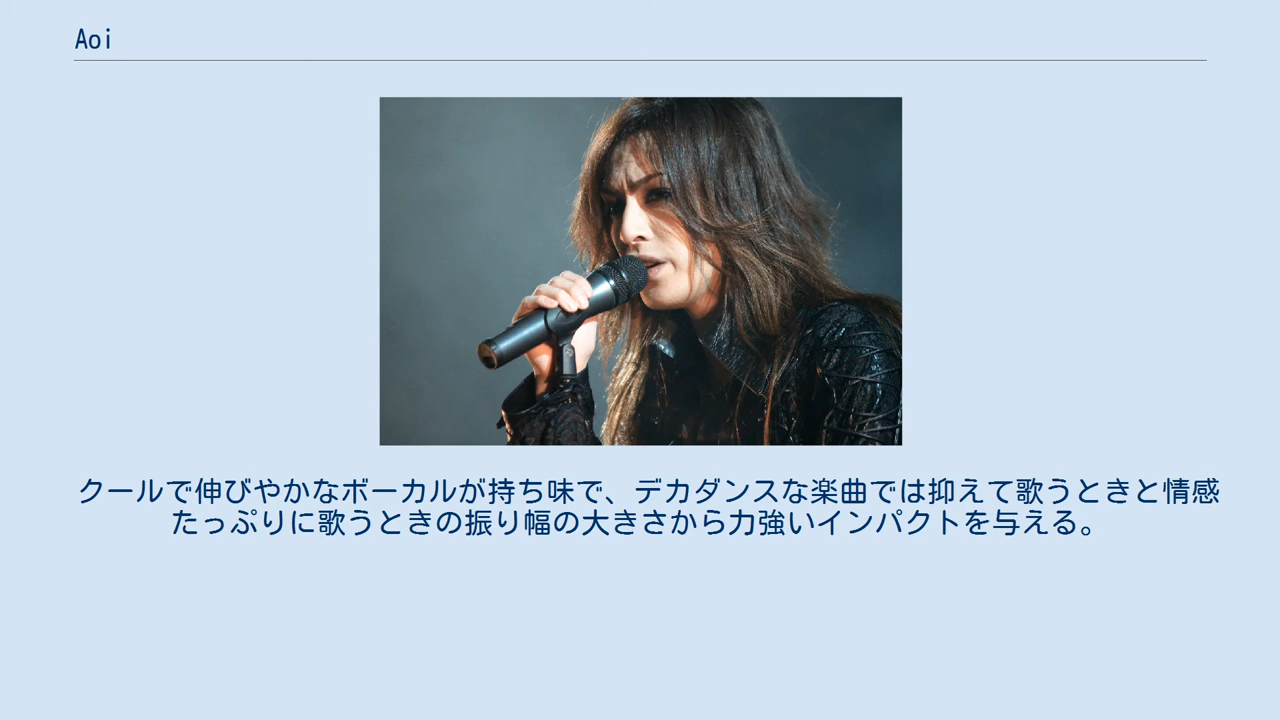 Aoi
クールで伸びやかなボーカルが持ち味で、デカダンスな楽曲では抑えて歌うときと情感
たっぷりに歌うときの振り幅の大きさから力強いインパクトを与える。